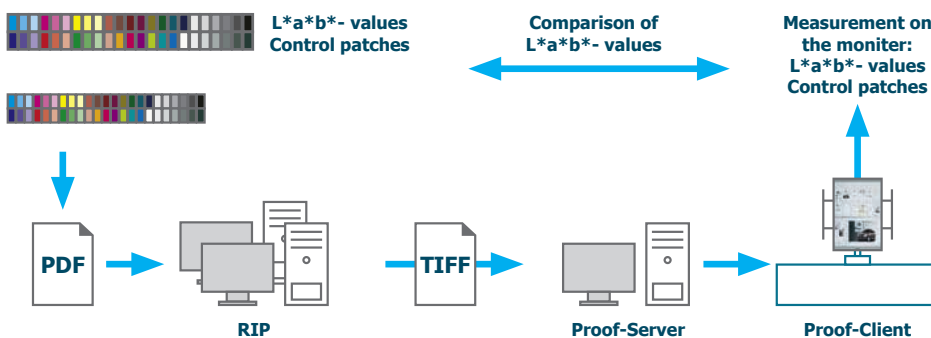 L*a*b*- values
Control patches
Comparison of
L*a*b*- values
Measurement on
the moniter:
L*a*b*- values
Control patches
PDF
TIFF
RIP
Proof-Server
Proof-Client